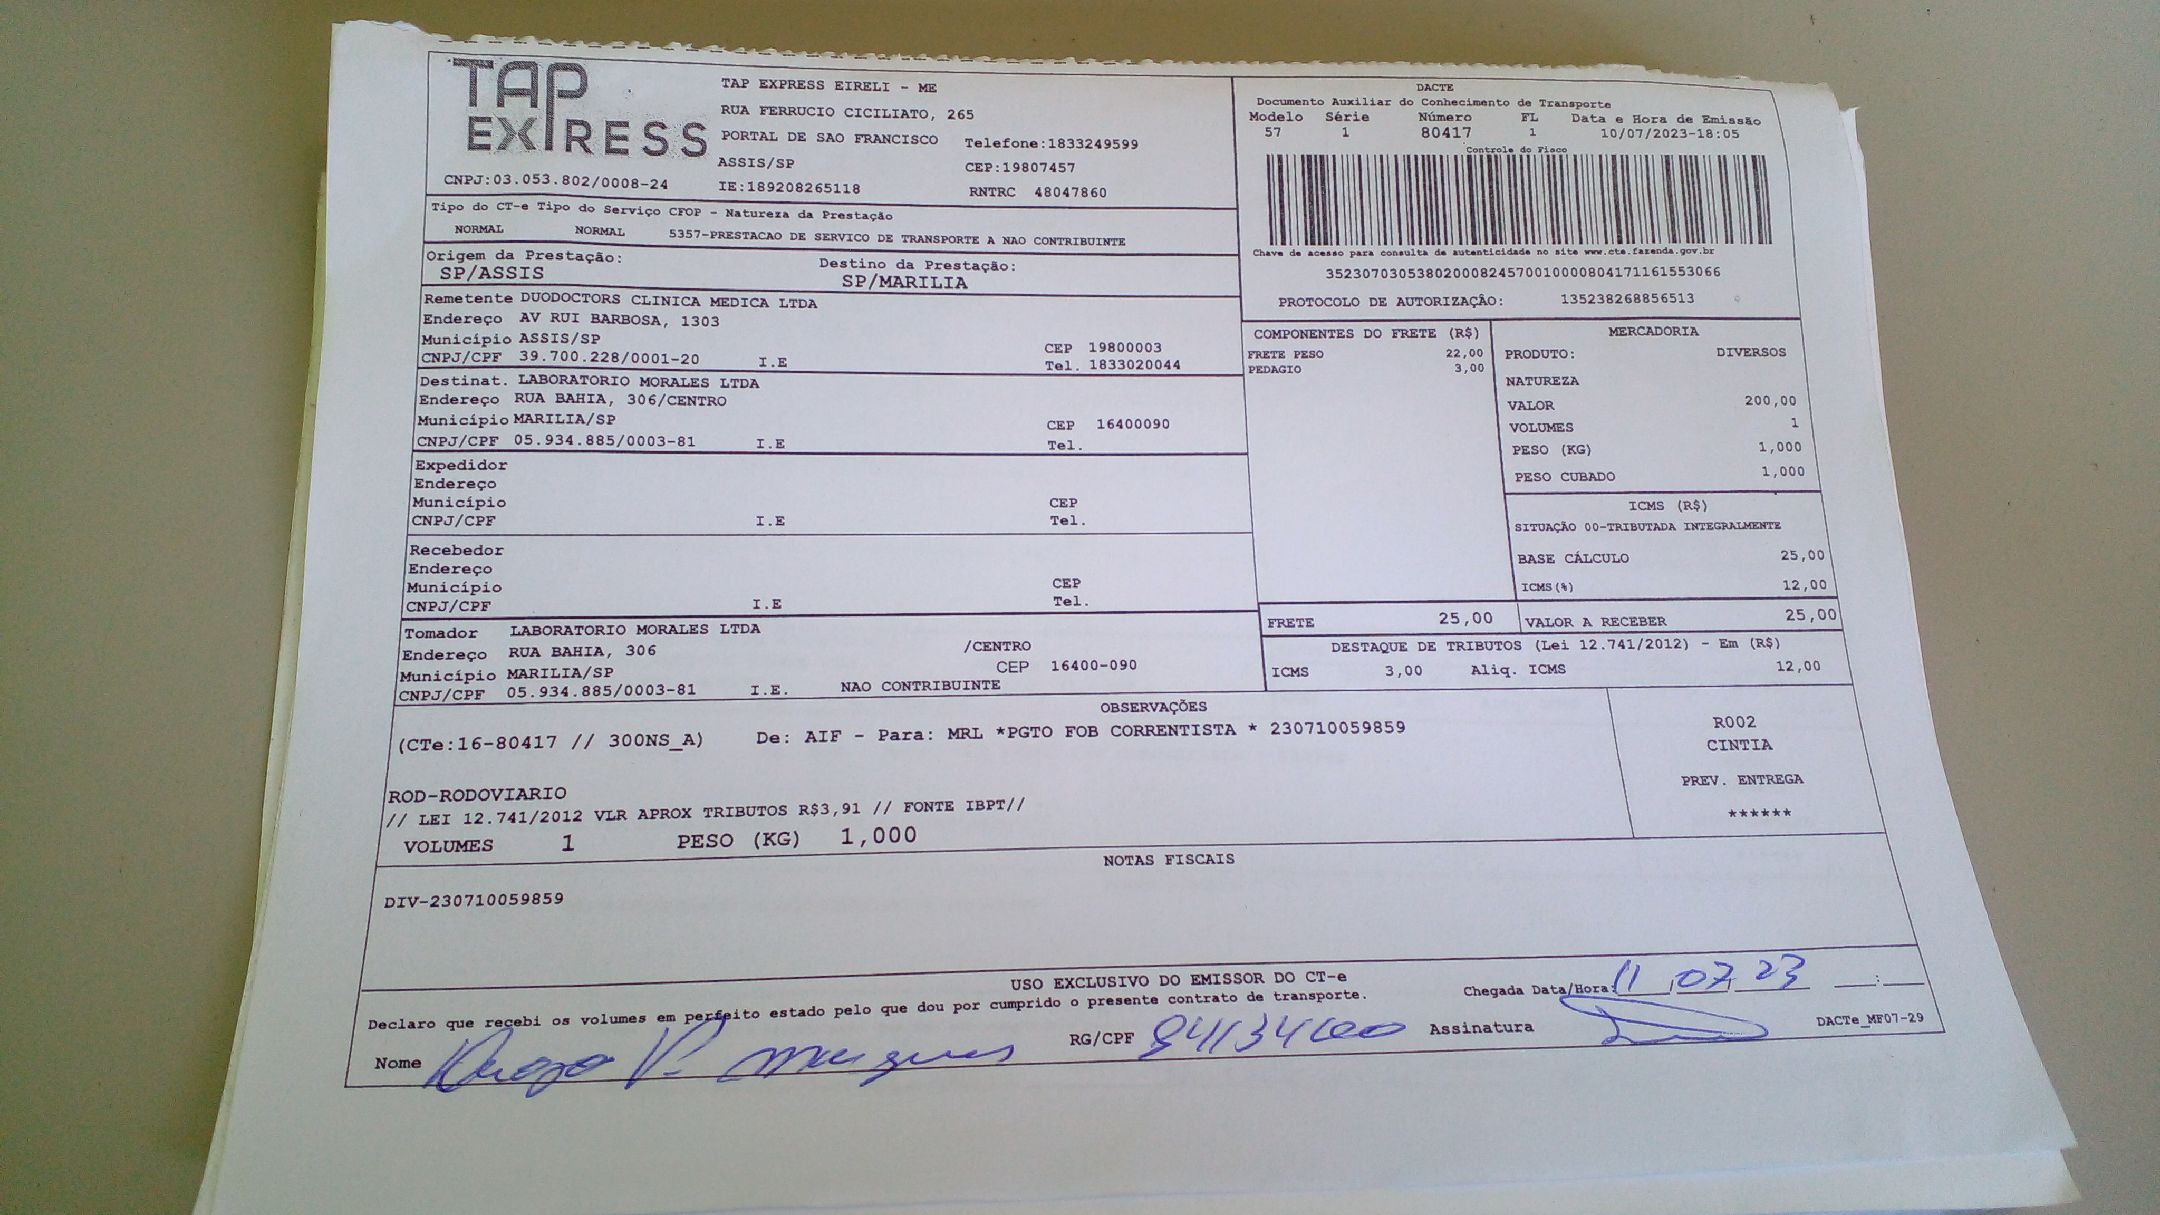 TAP
EXPRESS
CNPJ:03.053.802/0008-24
TAP EXPRESS EIRELI - ME
RUA FERRUCIO CICILIATO, 265
PORTAL DE SAO FRANCISCO Telefone:1833249599
ASSIS/SP CEP:19807457
IE:189208265118 RNTRC 48047860
DACTE
Documento Auxiliar do Conhecimento de Transporte
Modelo Série Número FL Data e Hora de Emissão
57 1 80417 1 10/07/2023-18:05
Controle do Fisco
Chave de acesso para consulta de autenticidade no site www.cte.fazenda.gov.br
35230703053802000824570010000804171161553066
PROTOCOLO DE AUTORIZAÇÃO: 135238268856513
Tipo do CT-e Tipo do Serviço CFOP - Natureza da Prestação
NORMAL NORMAL 5357-PRESTACAO DE SERVICO DE TRANSPORTE A NAO CONTRIBUINTE
Origem da Prestação: Destino da Prestação:
SP/ASSIS SP/MARILIA
Remetente DUODOCTORS CLINICA MEDICA LTDA
Endereço AV RUI BARBOSA, 1303
Município ASSIS/SP CEP 19800003
CNPJ/CPF 39.700.228/0001-20 I.E Tel. 1833020044
Destinat. LABORATORIO MORALES LTDA
Endereço RUA BAHIA, 306/CENTRO
Município MARILIA/SP CEP 16400090
CNPJ/CPF 05.934.885/0003-81 I.E Tel.
Expedidor
Endereço
Município CEP
CNPJ/CPF I.E Tel.
Recebedor
Endereço
Município CEP
CNPJ/CPF I.E Tel.
Tomador LABORATORIO MORALES LTDA
Endereço RUA BAHIA, 306 /CENTRO
Município MARILIA/SP CEP 16400-090
CNPJ/CPF 05.934.885/0003-81 I.E. NAO CONTRIBUINTE
COMPONENTES DO FRETE (R$)
FRETE PESO 22,00
PEDAGIO 3,00
MERCADORIA
PRODUTO: DIVERSOS
NATUREZA
VALOR 200,00
VOLUMES 1
PESO (KG) 1,000
PESO CUBADO 1,000
ICMS (R$)
SITUAÇÃO 00-TRIBUTADA INTEGRALMENTE
BASE CÁLCULO 25,00
ICMS(%) 12,00
FRETE 25,00 VALOR A RECEBER 25,00
DESTAQUE DE TRIBUTOS (Lei 12.741/2012) - Em (R$)
ICMS 3,00 Aliq. ICMS 12,00
OBSERVAÇÕES
(CTe:16-80417 // 300NS_A) De: AIF - Para: MRL *PGTO FOB CORRENTISTA * 230710059859
ROD-RODOVIARIO
// LEI 12.741/2012 VLR APROX TRIBUTOS R$3,91 // FONTE IBPT//
VOLUMES 1 PESO (KG) 1,000
R002
CINTIA
PREV. ENTREGA
******
NOTAS FISCAIS
DIV-230710059859
USO EXCLUSIVO DO EMISSOR DO CT-e
Declaro que recebi os volumes em perfeito estado pelo que dou por cumprido o presente contrato de transporte.
Chegada Data/Hora: 11 07 23 :
Nome RG/CPF Assinatura DACTe_MF07-29